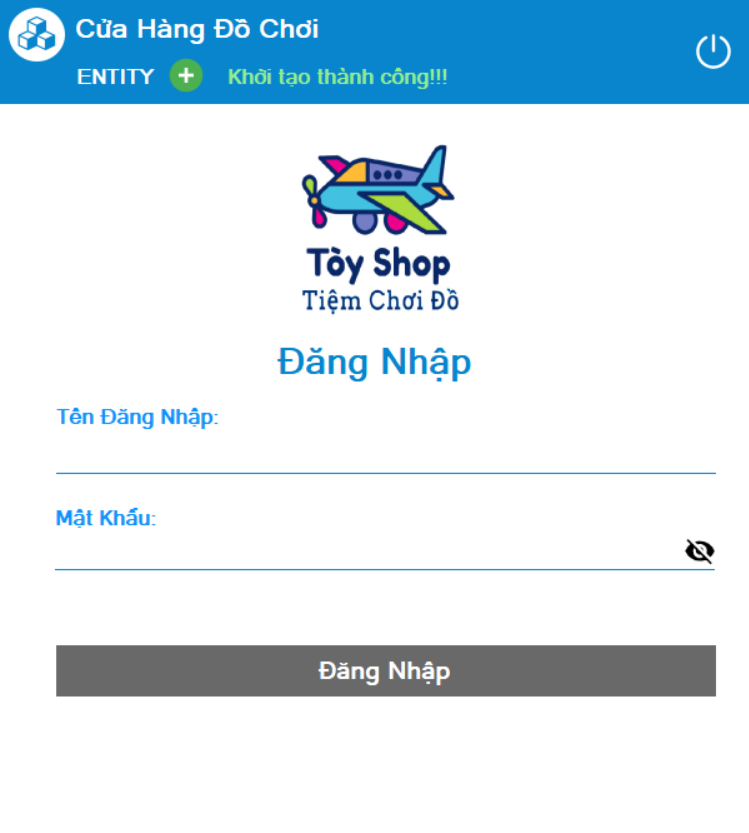 Cửa Hàng Đồ Chơi
ENTITY + Khởi tạo thành công!!!
Tòy Shop
Tiệm Chơi Đồ
Đăng Nhập
Tên Đăng Nhập:
Mật Khẩu:
Đăng Nhập